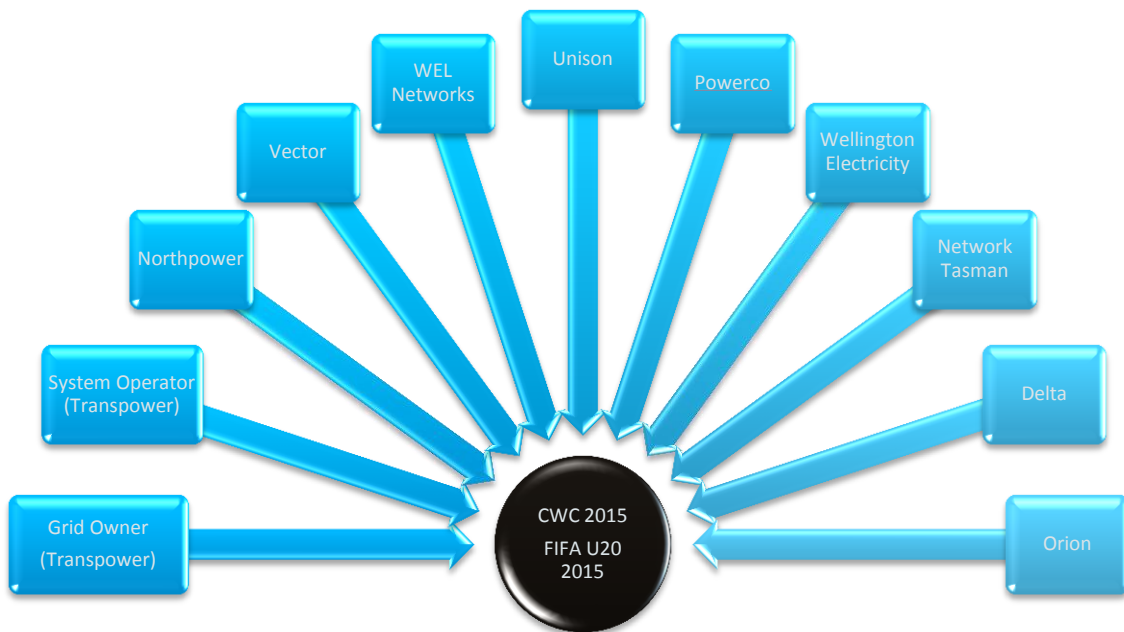 Unison
WEL
Networks
Powerco
Vector
Wellington
Electricity
Northpower
Network
Tasman
System Operator
(Transpower)
Delta
CWC 2015
FIFA U20
2015
Grid Owner
(Transpower)
Orion